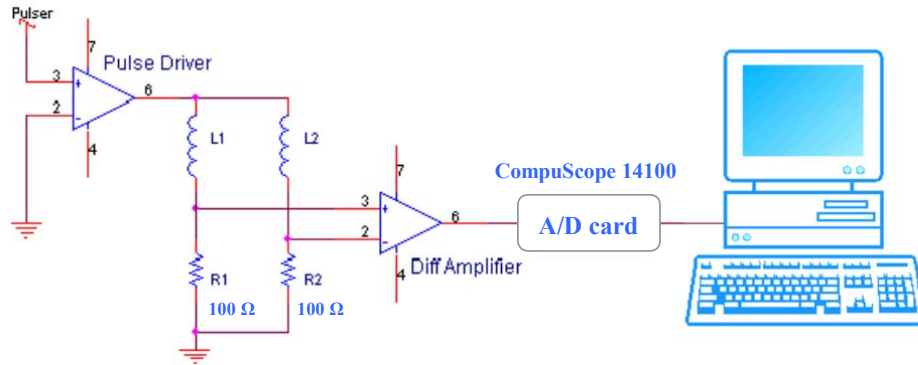 Pulser
7
Pulse Driver
3
+
6
2
-
4
L1
L2
7
CompuScope 14100
3
+
6
A/D card
2
-
4
Diff Amplifier
R1
R2
100 Ω
100 Ω